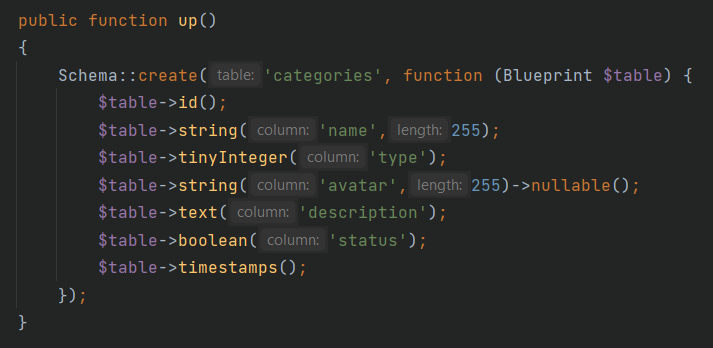 public function up()
{
Schema::create( table: 'categories', function (Blueprint $table) {
$table->id();
$table->string( column: 'name', length: 255);
$table->tinyInteger( column: 'type');
$table->string( column: 'avatar', length: 255)->nullable();
$table->text( column: 'description');
$table->boolean( column: 'status');
$table->timestamps();
});
}